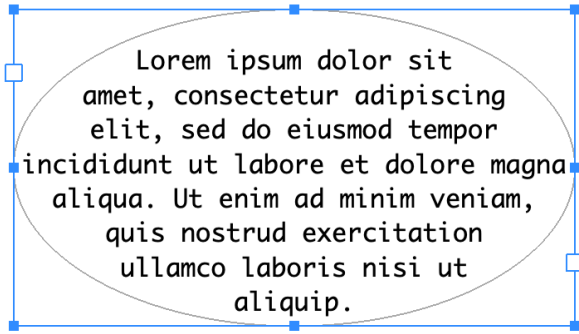 Lorem ipsum dolor sit
amet, consectetur adipiscing
elit, sed do eiusmod tempor
incididunt ut labore et dolore magna
aliqua. Ut enim ad minim veniam,
quis nostrud exercitation
ullamco laboris nisi ut
aliquip.